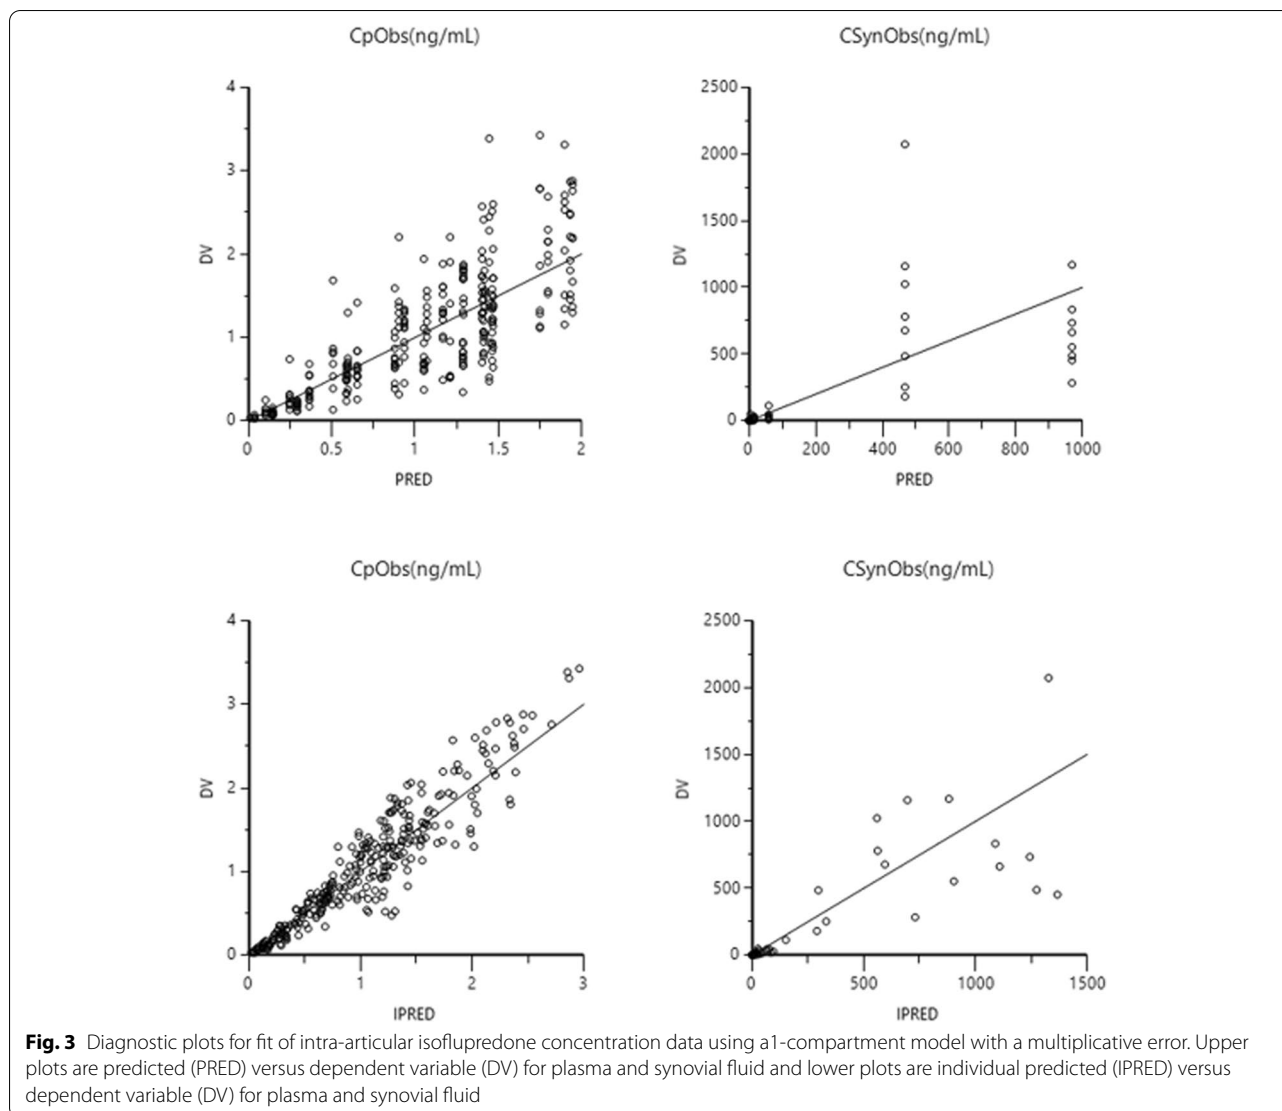 CpObs(ng/mL)
CSynObs(ng/mL)
4
3
2
1
0
DV
0 0.5 1 1.5 2
PRED
2500
2000
1500
1000
500
0
DV
0 200 400 600 800 1000
PRED
CpObs(ng/mL)
CSynObs(ng/mL)
4
3
2
1
0
DV
0 1 2 3
IPRED
2500
2000
1500
1000
500
0
DV
0 500 1000 1500
IPRED
Fig. 3 Diagnostic plots for fit of intra-articular isoflupredone concentration data using a1-compartment model with a multiplicative error. Upper
plots are predicted (PRED) versus dependent variable (DV) for plasma and synovial fluid and lower plots are individual predicted (IPRED) versus
dependent variable (DV) for plasma and synovial fluid